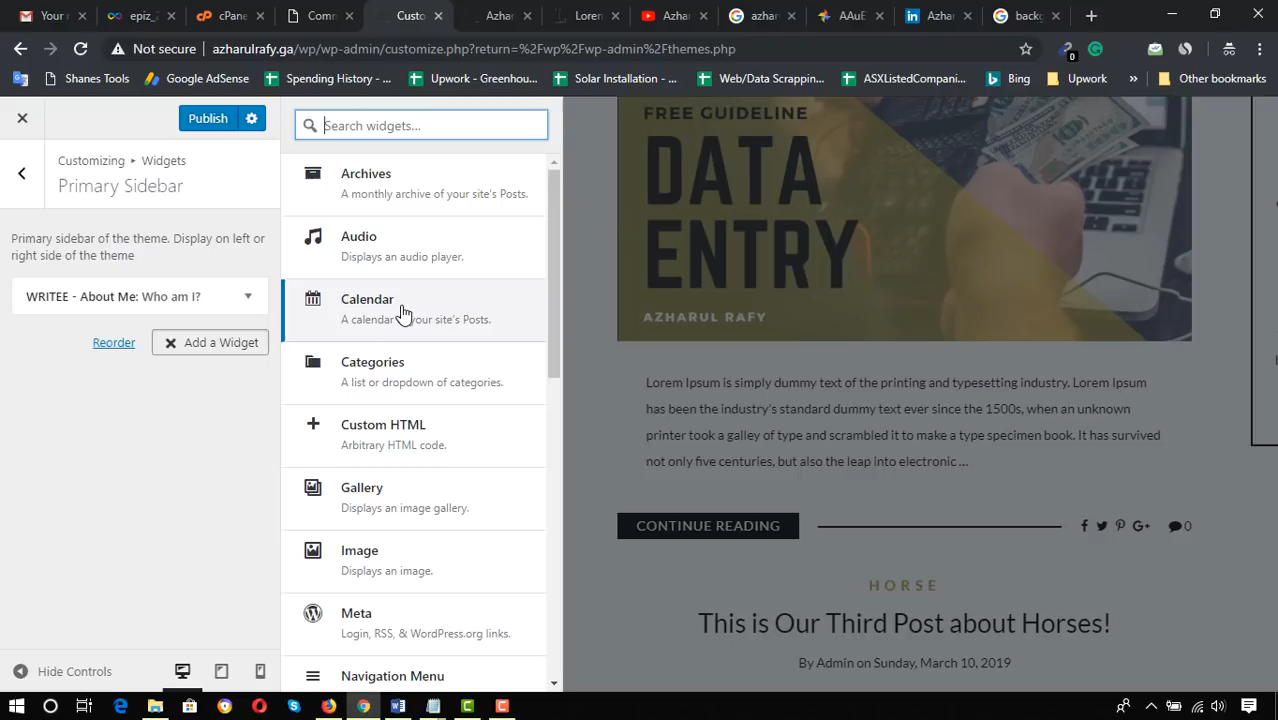 Your
epiz_
cPane
Comm
Custo
Azhar
Loren
Azhar
azhar
AAuE
Azhar
backg
Not secure
azharulrafy.ga/wp/wp-admin/customize.php?return=%2Fwp%2Fwp-admin%2Fthemes.php
0
Shanes Tools
Google AdSense
Spending History - ...
Upwork - Greenhou...
Solar Installation - ...
Web/Data Scrappin...
ASXListedCompani...
Bing
Upwork
»
Other bookmarks
Publish
Customizing ▸ Widgets
Primary Sidebar
Primary sidebar of the theme. Display on left or
right side of the theme
WRITEE - About Me: Who am I?
Reorder
Add a Widget
Hide Controls
Search widgets...
Archives
A monthly archive of your site's Posts.
Audio
Displays an audio player.
Calendar
A calendar your site's Posts.
Categories
A list or dropdown of categories.
Custom HTML
Arbitrary HTML code.
Gallery
Displays an image gallery.
Image
Displays an image.
Meta
Login, RSS, & WordPress.org links.
Navigation Menu
FREE GUIDELINE
DATA
ENTRY
AZHARUL RAFY
Lorem Ipsum is simply dummy text of the printing and typesetting industry. Lorem Ipsum
has been the industry's standard dummy text ever since the 1500s, when an unknown
printer took a galley of type and scrambled it to make a type specimen book. It has survived
not only five centuries, but also the leap into electronic ...
CONTINUE READING
0
HORSE
This is Our Third Post about Horses!
By Admin on Sunday, March 10, 2019